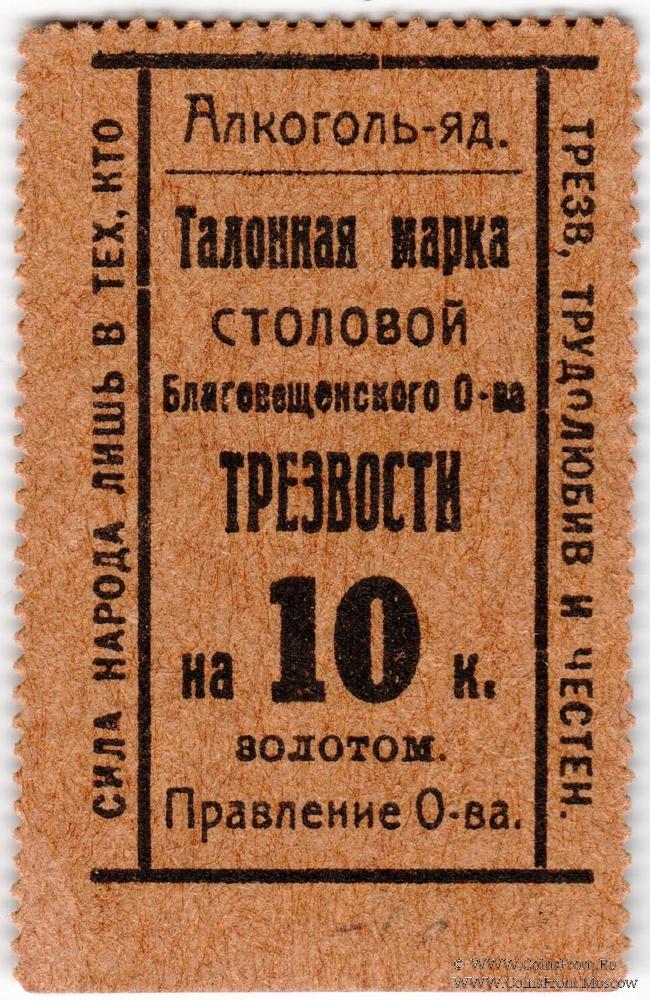 Алкоголь-яд.
Талонная марка
СТОЛОВОЙ
Благовещенского О-ва
ТРЕЗВОСТИ
на 10 к.
золотом.
Правление О-ва.
СИЛА НАРОДА ЛИШЬ В ТЕХ, КТО
ТРЕЗВ, ТРУДОЛЮБИВ И ЧЕСТЕН.
© WWW.CoinsFront.Ru
WWW.CoinsFront.Moscow